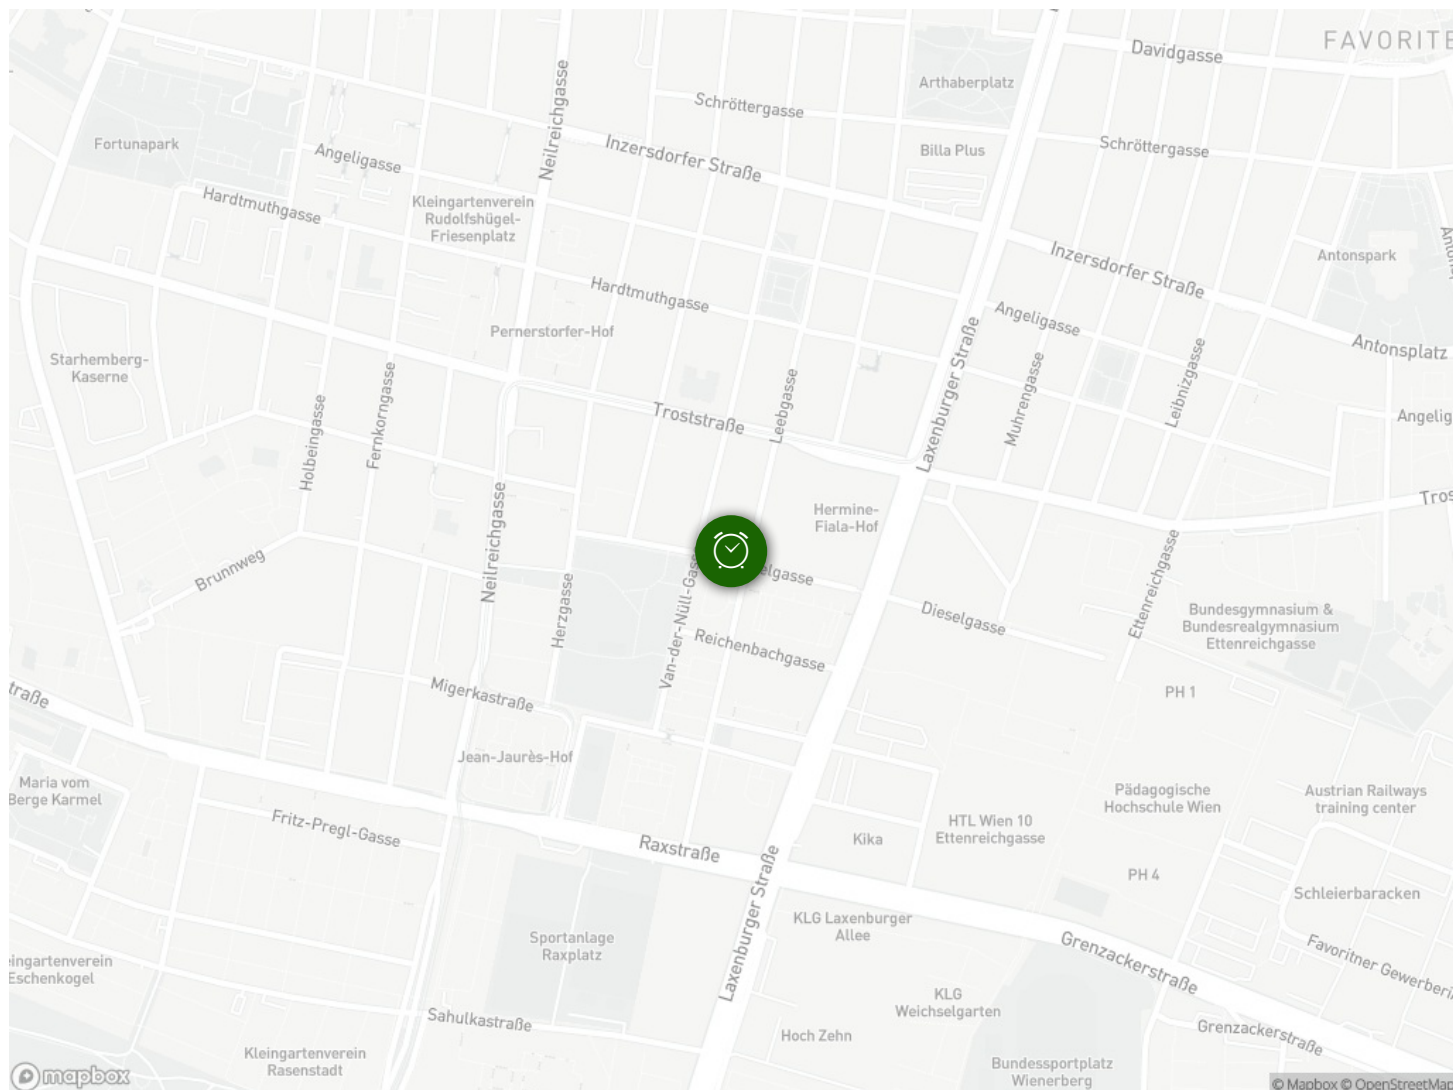 FAVORITE
Davidgasse
Arthaberplatz
Schröttergasse
Neilreichgasse
Fortunapark
Angeligasse
Inzersdorfer Straße
Billa Plus
Schröttergasse
Hardtmuthgasse
Kleingartenverein
Rudolfshügel-
Friesenplatz
Antonspark
Inzersdorfer Straße
Hardtmuthgasse
Angeligasse
Pernerstorfer-Hof
Laxenburger Straße
Antonsplatz
Starhemberg-
Kaserne
Holbeingasse
Fernkorngasse
Leebgasse
Muhrengasse
Leibnizgasse
Troststraße
Angelig
Tros
Hermine-
Fiala-Hof
Neilreichgasse
Brunnweg
Herzgasse
Van-der-Nüll-Gass
elgasse
Dieselgasse
Ettenreichgasse
Bundesgymnasium &
Bundesrealgymnasium
Ettenreichgasse
Reichenbachgasse
PH 1
traße
Migerkastraße
Jean-Jaurès-Hof
Maria vom
Berge Karmel
Pädagogische
Hochschule Wien
Austrian Railways
training center
Fritz-Pregl-Gasse
HTL Wien 10
Ettenreichgasse
Kika
Raxstraße
PH 4
Schleierbaracken
Laxenburger Straße
KLG Laxenburger
Allee
Sportanlage
Raxplatz
Grenzackerstraße
Favoritner Gewerberi
eingartenverein
Eschenkogel
KLG
Weichselgarten
Sahulkastraße
Hoch Zehn
Grenzackerstraße
Kleingartenverein
Rasenstadt
Bundessportplatz
Wienerberg
mapbox
© Mapbox © OpenStreetMap